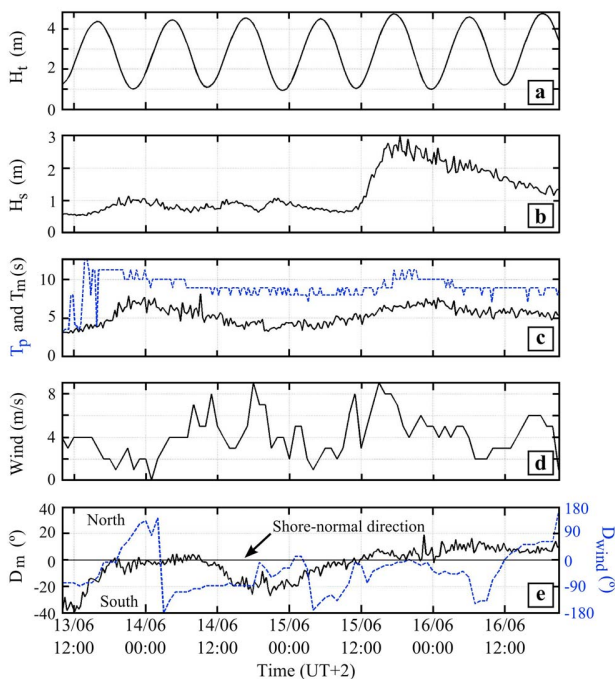 4
2
0
H_t (m)
a
3
2
1
0
H_s (m)
b
15
10
5
0
T_p and T_m (s)
c
8
4
0
Wind (m/s)
d
40
20
0
-20
-40
D_m (º)
North
South
Shore-normal direction
180
90
0
-90
-180
D_wind (º)
e
13/06 14/06 14/06 15/06 15/06 16/06 16/06
12:00 00:00 12:00 00:00 12:00 00:00 12:00
Time (UT+2)